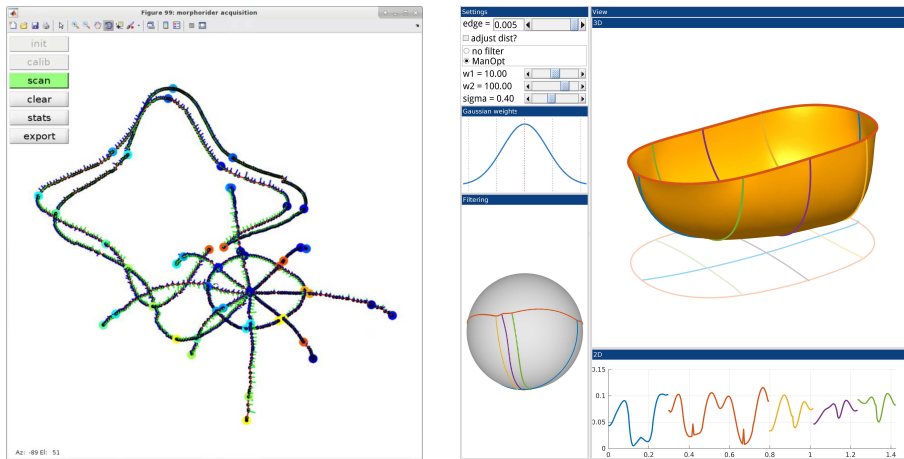 Figure 99: morphorider acquisition
init
calib
scan
clear
stats
export
Az: -89 El: 51
Settings
edge = 0.005
adjust dist?
no filter
ManOpt
w1 = 10.00
w2 = 100.00
sigma = 0.40
Gaussian weights
Filtering
View
3D
2D
0.15
0.1
0.05
0
0 0.2 0.4 0.6 0.8 1 1.2 1.4